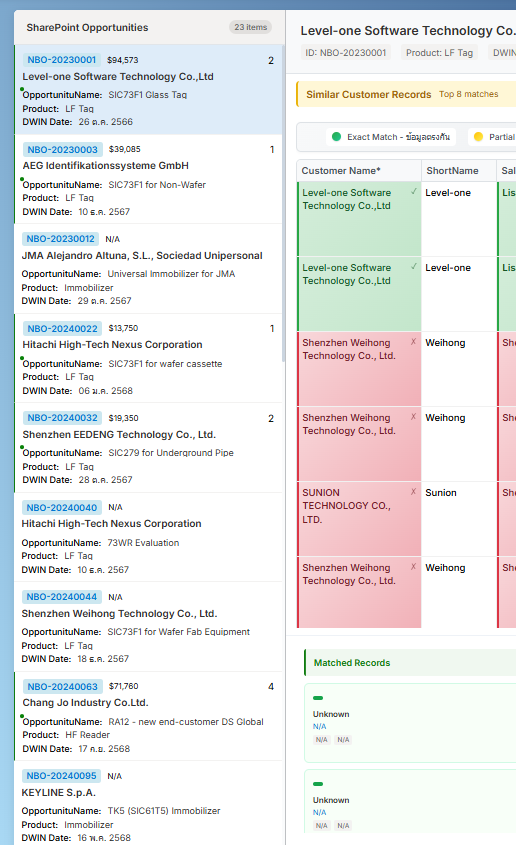 SharePoint Opportunities
23 items
NBO-20230001 $94,573 2
Level-one Software Technology Co.,Ltd
OpportunituName: SIC73F1 Glass Tag
Product: LF Tag
DWIN Date: 26 ต.ค. 2566
NBO-20230003 $39,085 1
AEG Identifikationssysteme GmbH
OpportunituName: SIC73F1 for Non-Wafer
Product: LF Tag
DWIN Date: 10 ธ.ค. 2567
NBO-20230012 N/A
JMA Alejandro Altuna, S.L., Sociedad Unipersonal
OpportunituName: Universal Immobilizer for JMA
Product: Immobilizer
DWIN Date: 29 ต.ค. 2567
NBO-20240022 $13,750 1
Hitachi High-Tech Nexus Corporation
OpportunituName: SIC73F1 for wafer cassette
Product: LF Tag
DWIN Date: 06 ม.ค. 2568
NBO-20240032 $19,350 2
Shenzhen EEDENG Technology Co., Ltd.
OpportunituName: SIC279 for Underground Pipe
Product: LF Tag
DWIN Date: 28 ต.ค. 2567
NBO-20240040 N/A
Hitachi High-Tech Nexus Corporation
OpportunituName: 73WR Evaluation
Product: LF Tag
DWIN Date: 10 ธ.ค. 2567
NBO-20240044 N/A
Shenzhen Weihong Technology Co., Ltd.
OpportunituName: SIC73F1 for Wafer Fab Equipment
Product: LF Tag
DWIN Date: 18 ธ.ค. 2567
NBO-20240063 $71,760 4
Chang Jo Industry Co.Ltd.
OpportunituName: RA12 - new end-customer DS Global
Product: HF Reader
DWIN Date: 17 ก.ย. 2568
NBO-20240095 N/A
KEYLINE S.p.A.
OpportunituName: TK5 (SIC61T5) Immobilizer
Product: Immobilizer
DWIN Date: 16 พ.ค. 2568
Level-one Software Technology Co.
ID: NBO-20230001 Product: LF Tag DWIN
Similar Customer Records Top 8 matches
Exact Match - ข้อมูลตรงกัน Partial
Customer Name* ShortName Sal
Level-one Software ✓ Level-one Lis
Technology Co.,Ltd
Level-one Software ✓ Level-one Lis
Technology Co.,Ltd
Shenzhen Weihong ✗ Weihong She
Technology Co., Ltd.
Shenzhen Weihong ✗ Weihong She
Technology Co., Ltd.
SUNION ✗ Sunion
TECHNOLOGY CO.,
LTD.
Shenzhen Weihong ✗ Weihong She
Technology Co., Ltd.
Matched Records
Unknown
N/A
N/A N/A
Unknown
N/A
N/A N/A